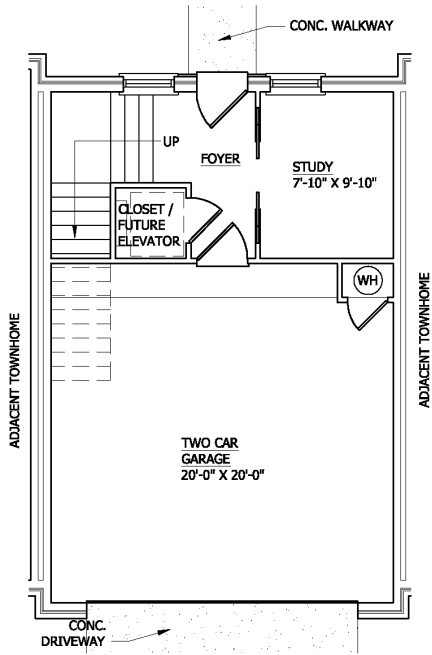 CONC. WALKWAY
UP
FOYER
STUDY
7'-10" X 9'-10"
CLOSET /
FUTURE
ELEVATOR
WH
ADJACENT TOWNHOME
ADJACENT TOWNHOME
TWO CAR
GARAGE
20'-0" X 20'-0"
CONC.
DRIVEWAY